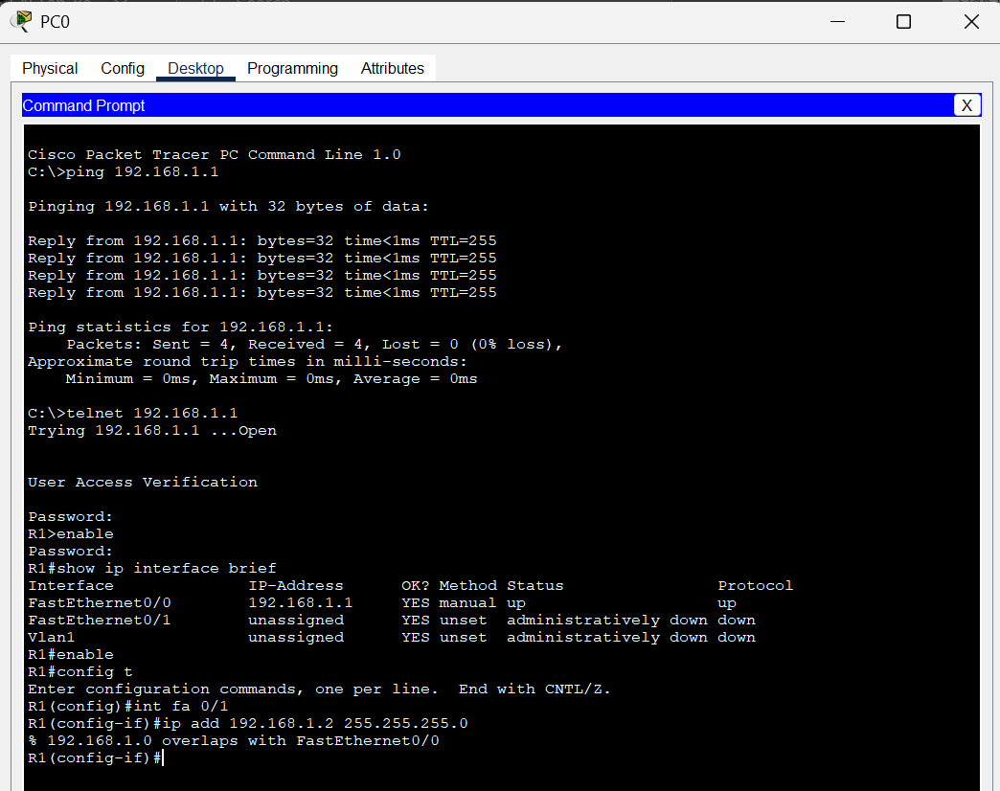 PC0
Physical Config Desktop Programming Attributes
Command Prompt X
Cisco Packet Tracer PC Command Line 1.0
C:\>ping 192.168.1.1
Pinging 192.168.1.1 with 32 bytes of data:
Reply from 192.168.1.1: bytes=32 time<1ms TTL=255
Reply from 192.168.1.1: bytes=32 time<1ms TTL=255
Reply from 192.168.1.1: bytes=32 time<1ms TTL=255
Reply from 192.168.1.1: bytes=32 time<1ms TTL=255
Ping statistics for 192.168.1.1:
    Packets: Sent = 4, Received = 4, Lost = 0 (0% loss),
Approximate round trip times in milli-seconds:
    Minimum = 0ms, Maximum = 0ms, Average = 0ms
C:\>telnet 192.168.1.1
Trying 192.168.1.1 ...Open
User Access Verification
Password:
R1>enable
Password:
R1#show ip interface brief
Interface              IP-Address      OK? Method Status                Protocol
FastEthernet0/0        192.168.1.1     YES manual up                    up
FastEthernet0/1        unassigned      YES unset  administratively down down
Vlan1                  unassigned      YES unset  administratively down down
R1#enable
R1#config t
Enter configuration commands, one per line.  End with CNTL/Z.
R1(config)#int fa 0/1
R1(config-if)#ip add 192.168.1.2 255.255.255.0
% 192.168.1.0 overlaps with FastEthernet0/0
R1(config-if)#